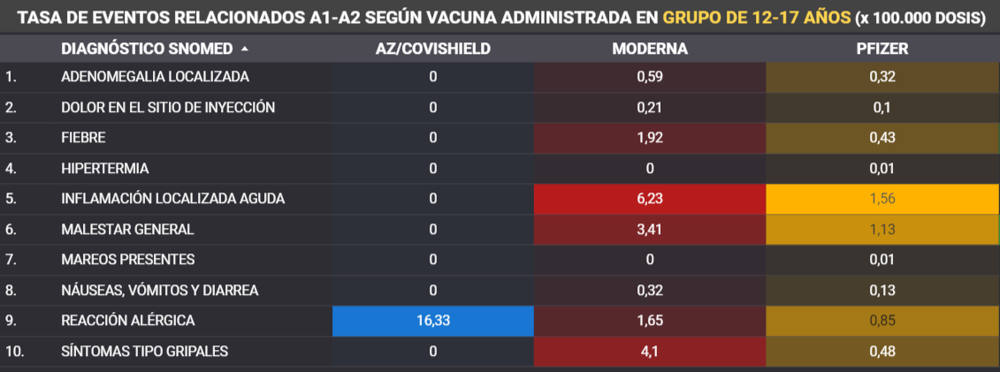 TASA DE EVENTOS RELACIONADOS A1-A2 SEGÚN VACUNA ADMINISTRADA EN GRUPO DE 12-17 AÑOS (x 100.000 DOSIS)
DIAGNÓSTICO SNOMED AZ/COVISHIELD MODERNA PFIZER
1. ADENOMEGALIA LOCALIZADA 0 0,59 0,32
2. DOLOR EN EL SITIO DE INYECCIÓN 0 0,21 0,1
3. FIEBRE 0 1,92 0,43
4. HIPERTERMIA 0 0 0,01
5. INFLAMACIÓN LOCALIZADA AGUDA 0 6,23 1,56
6. MALESTAR GENERAL 0 3,41 1,13
7. MAREOS PRESENTES 0 0 0,01
8. NÁUSEAS, VÓMITOS Y DIARREA 0 0,32 0,13
9. REACCIÓN ALÉRGICA 16,33 1,65 0,85
10. SÍNTOMAS TIPO GRIPALES 0 4,1 0,48